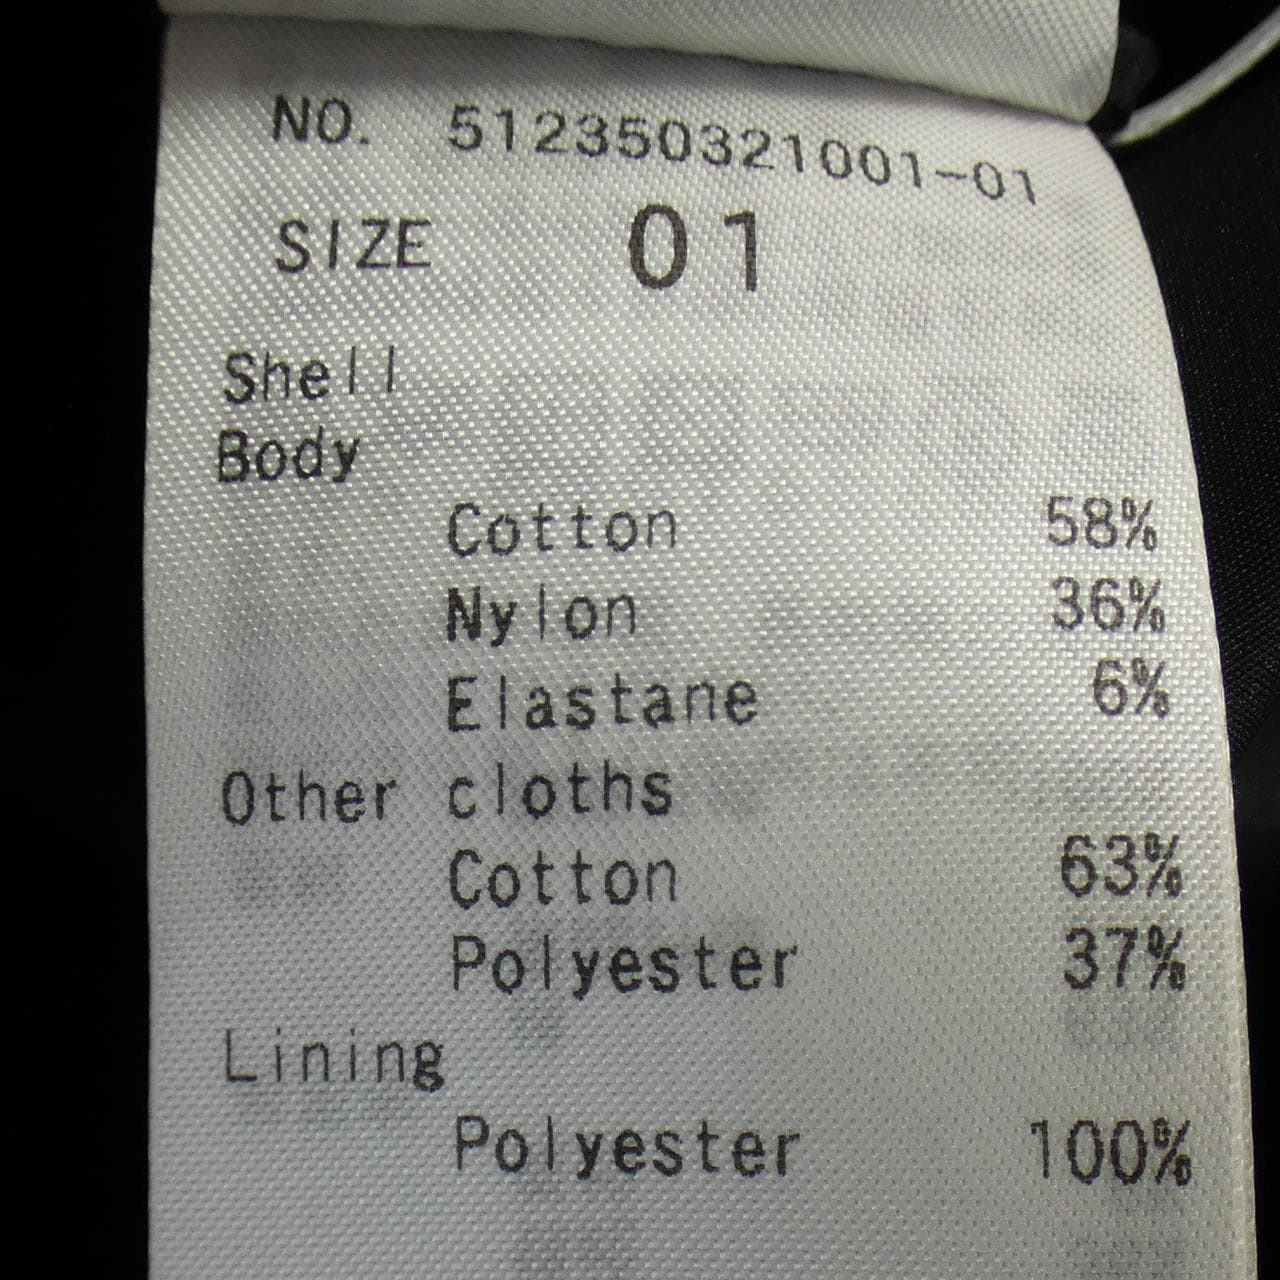 NO. 512350321001-01
SIZE 01
Shell
Body
Cotton 58%
Nylon 36%
Elastane 6%
Other cloths
Cotton 63%
Polyester 37%
Lining
Polyester 100%